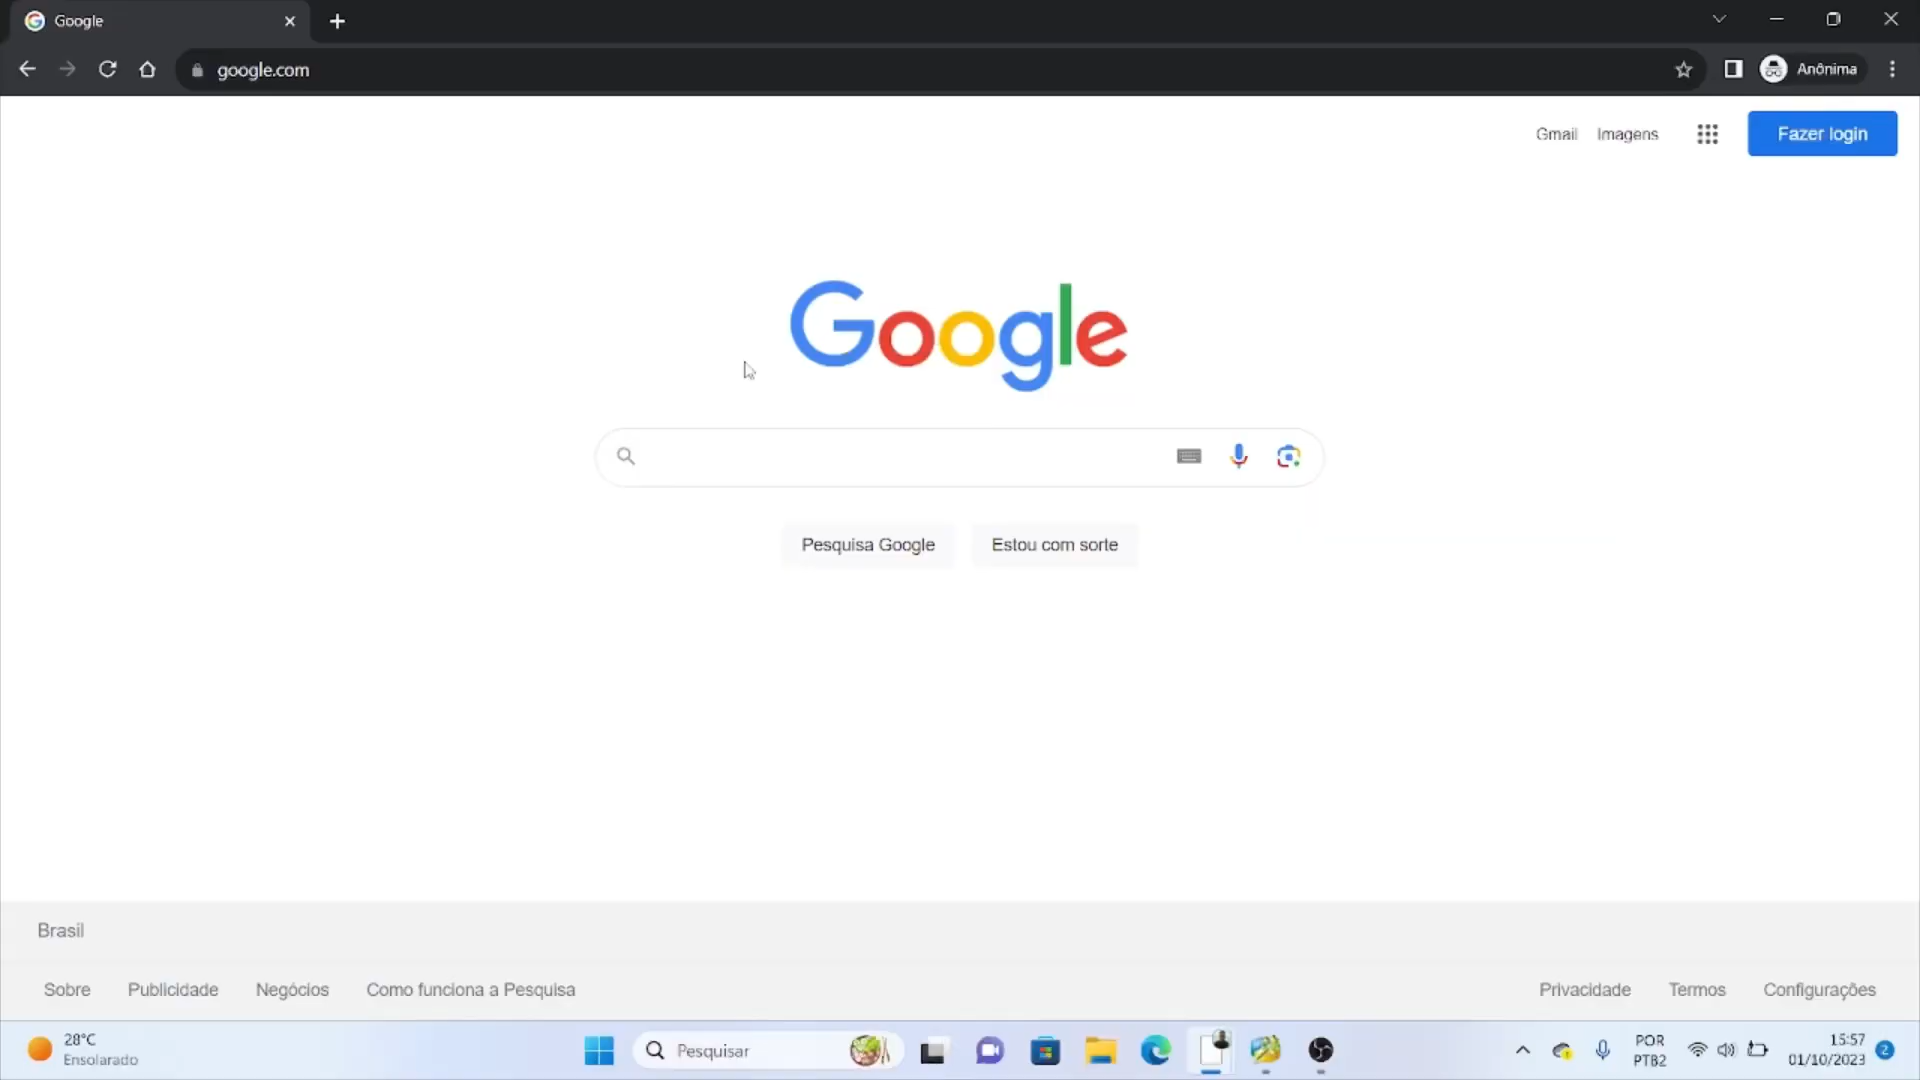 Google
google.com
Anônima
Gmail Imagens Fazer login
Google
Pesquisa Google Estou com sorte
Brasil
Sobre Publicidade Negócios Como funciona a Pesquisa Privacidade Termos Configurações
28°C
Ensolarado
Pesquisar
POR
PTB2
15:57
01/10/2023
2